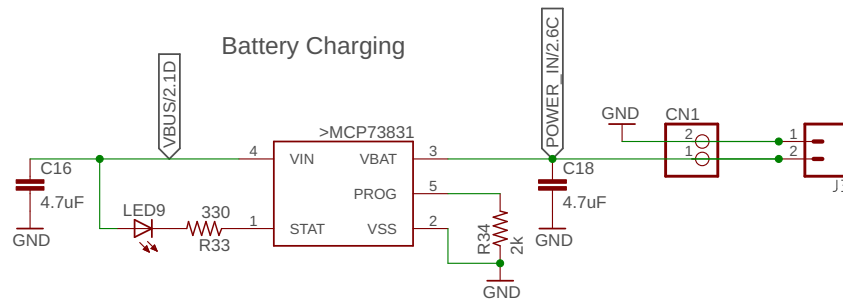 Battery Charging
VBUS/2.1D
POWER_IN/2.6C
GND
CN1
>MCP73831
C16
4.7uF
GND
4
VIN
VBAT
3
C18
4.7uF
GND
2
1
1
2
PROG
5
LED9
330
R33
1
STAT
VSS
2
R34
2k
GND